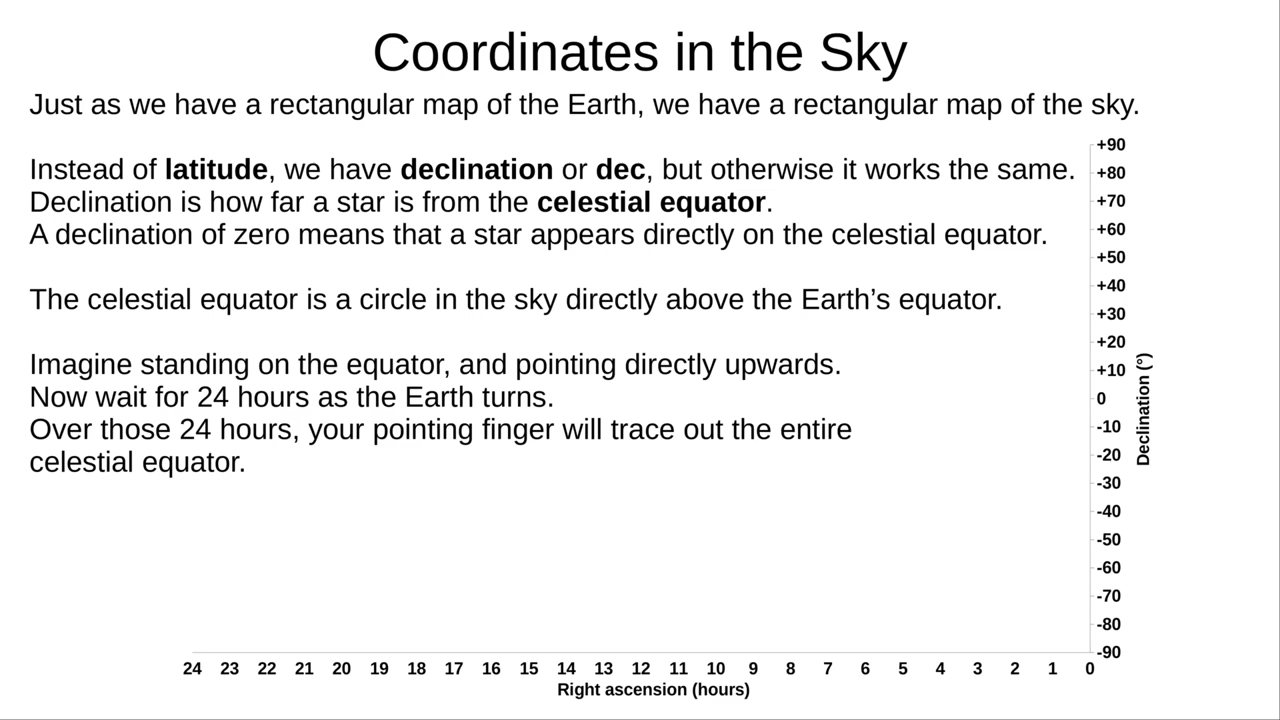 Coordinates in the Sky
Just as we have a rectangular map of the Earth, we have a rectangular map of the sky.
Instead of latitude, we have declination or dec, but otherwise it works the same.
Declination is how far a star is from the celestial equator.
A declination of zero means that a star appears directly on the celestial equator.
The celestial equator is a circle in the sky directly above the Earth’s equator.
Imagine standing on the equator, and pointing directly upwards.
Now wait for 24 hours as the Earth turns.
Over those 24 hours, your pointing finger will trace out the entire
celestial equator.
+90
+80
+70
+60
+50
+40
+30
+20
+10
0
-10
-20
-30
-40
-50
-60
-70
-80
-90
Declination (°)
24 23 22 21 20 19 18 17 16 15 14 13 12 11 10 9 8 7 6 5 4 3 2 1 0
Right ascension (hours)